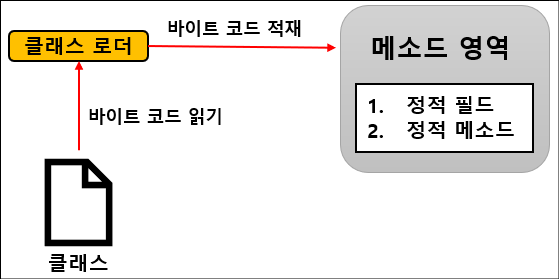 바이트 코드 적재
클래스 로더
메소드 영역
1. 정적 필드
2. 정적 메소드
바이트 코드 읽기
클래스